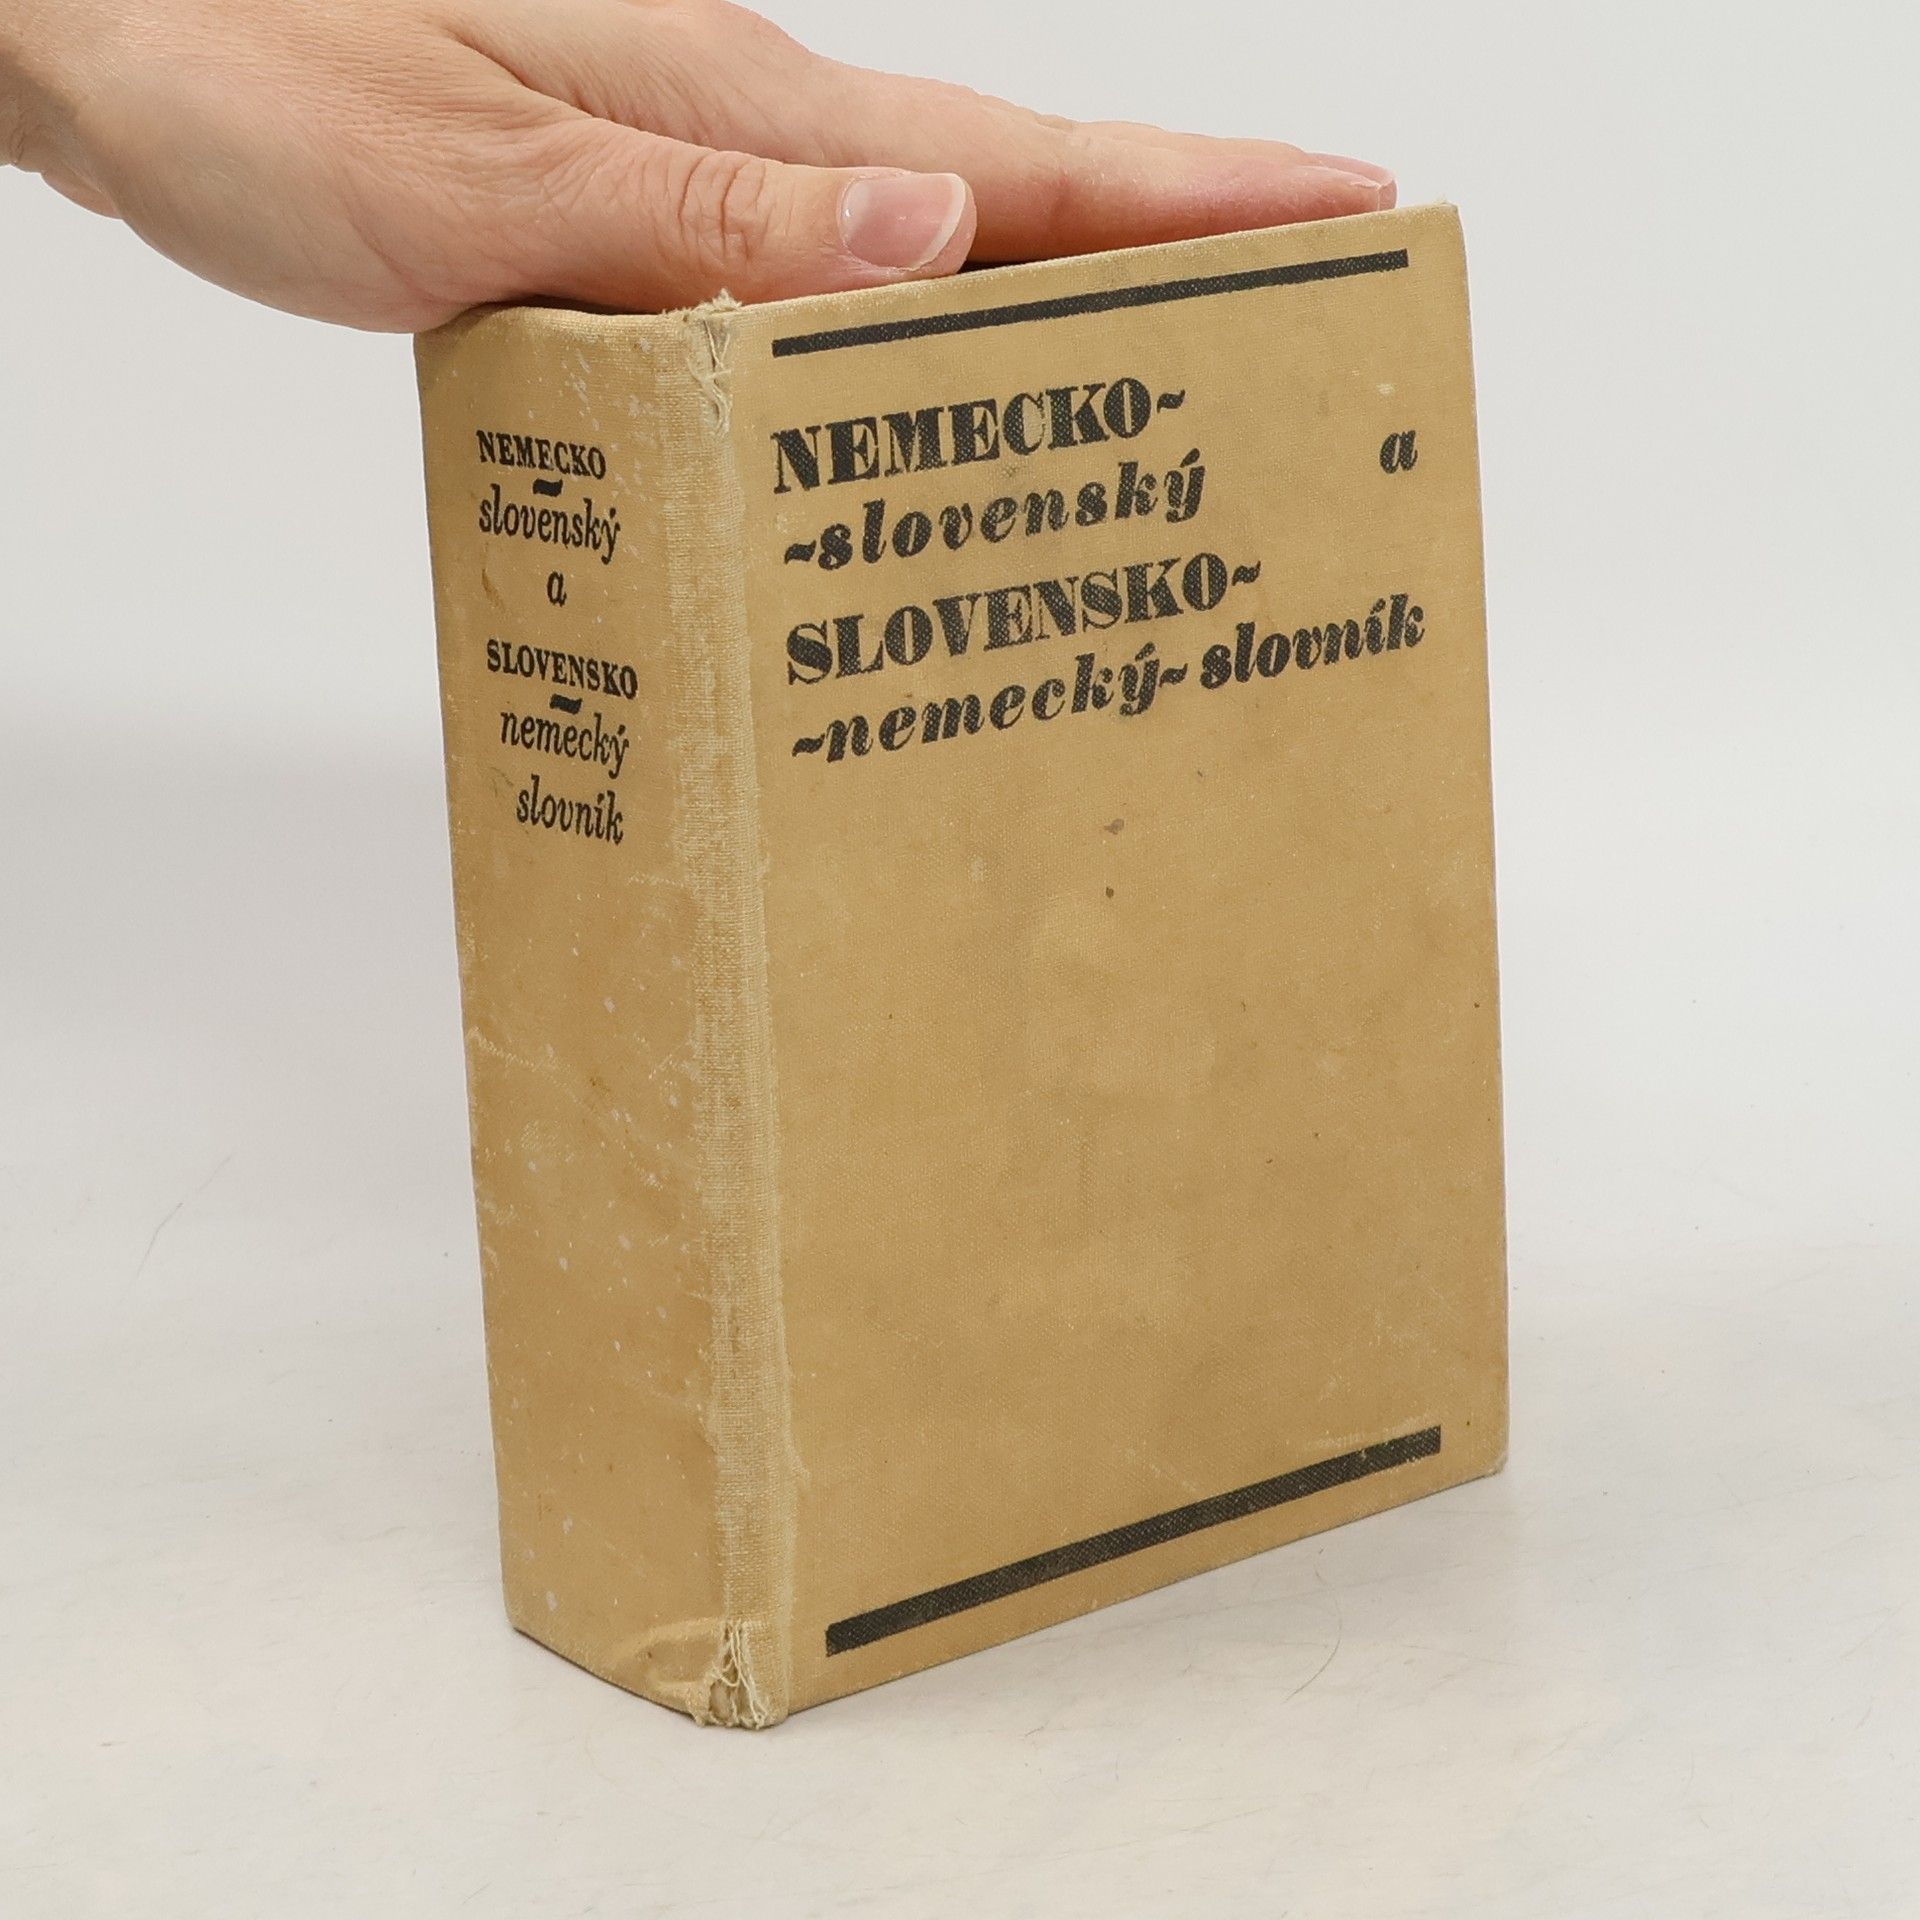 NEMECKO
~
slovenský
a
SLOVENSKO
~
nemecký
slovník
NEMECKO~
~slovenský a
SLOVENSKO~
~nemecký~slovník